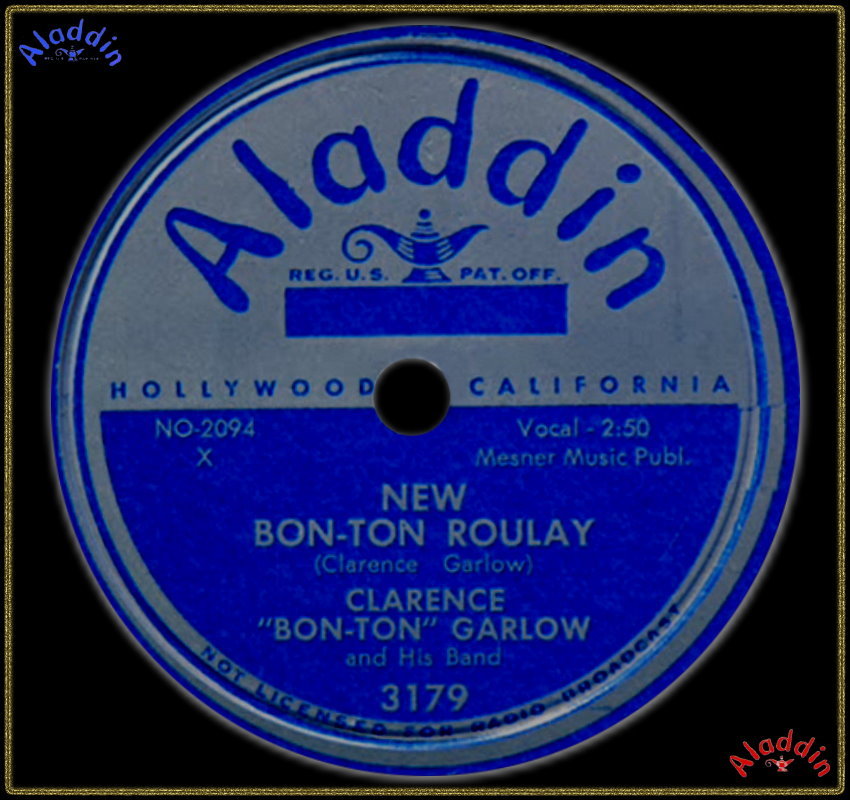 Aladdin
Aladdin
REG. U.S. PAT. OFF.
HOLLYWOOD CALIFORNIA
NO-2094
X
Vocal - 2:50
Mesner Music Publ.
NEW
BON-TON ROULAY
(Clarence Garlow)
CLARENCE
"BON-TON" GARLOW
and His Band
3179
NOT LICENSED FOR RADIO BROADCAST
Aladdin